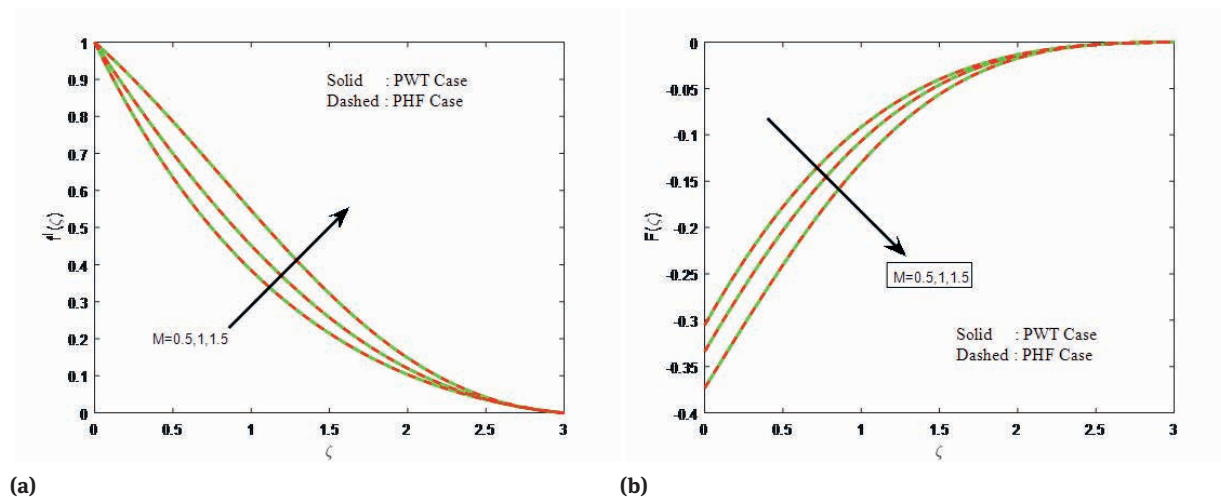 1
0.9
0.8
0.7
0.6
0.5
0.4
0.3
0.2
0.1
0
f'(ζ)
Solid : PWT Case
Dashed : PHF Case
M=0.5,1,1.5
0 0.5 1 1.5 2 2.5 3
ζ
(a)
0
-0.05
-0.1
-0.15
-0.2
-0.25
-0.3
-0.35
-0.4
F(ζ)
M=0.5,1,1.5
Solid : PWT Case
Dashed : PHF Case
0 0.5 1 1.5 2 2.5 3
ζ
(b)